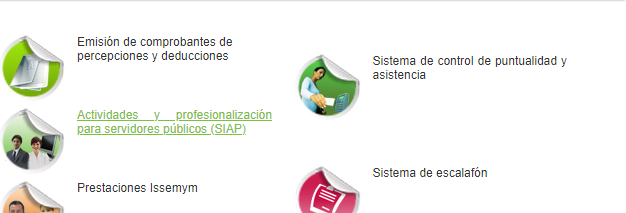 Emisión de comprobantes de
percepciones y deducciones
Sistema de control de puntualidad y
asistencia
Actividades y profesionalización
para servidores públicos (SIAP)
Sistema de escalafón
Prestaciones Issemym